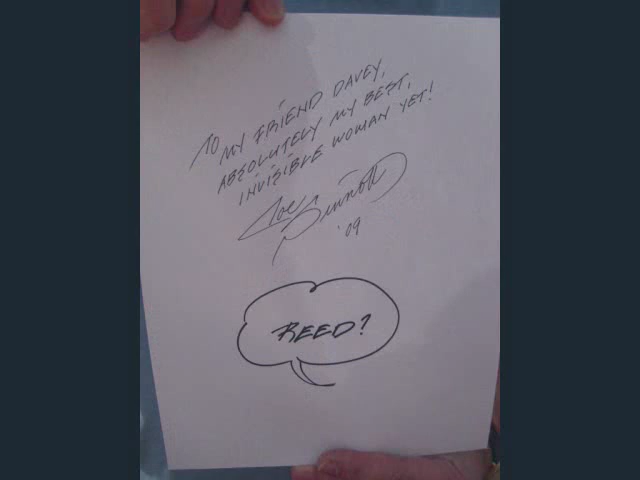 TO MY FRIEND DAVEY,
ABSOLUTELY MY BEST,
INVISIBLE WOMAN YET!
Joe Sinnott
'09
REED?